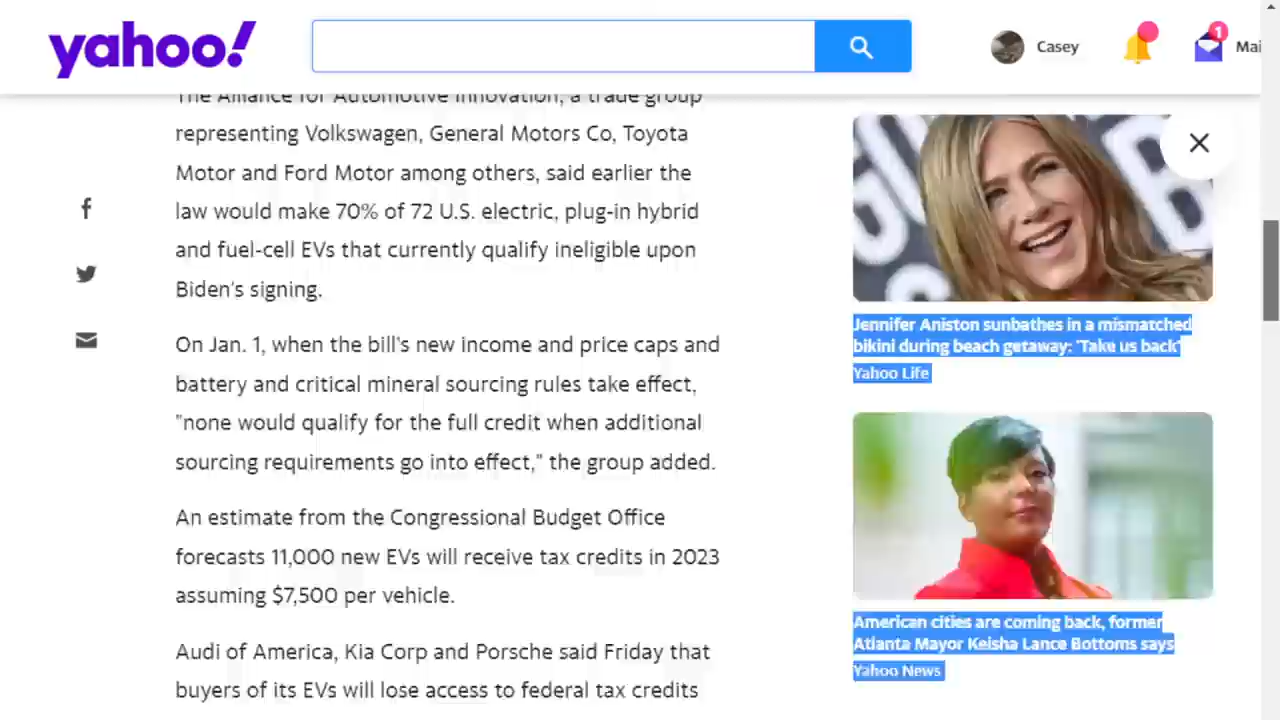 yahoo!
Casey
1
Mai
The Alliance for Automotive Innovation, a trade group
representing Volkswagen, General Motors Co, Toyota
Motor and Ford Motor among others, said earlier the
law would make 70% of 72 U.S. electric, plug-in hybrid
and fuel-cell EVs that currently qualify ineligible upon
Biden's signing.
On Jan. 1, when the bill's new income and price caps and
battery and critical mineral sourcing rules take effect,
"none would qualify for the full credit when additional
sourcing requirements go into effect," the group added.
An estimate from the Congressional Budget Office
forecasts 11,000 new EVs will receive tax credits in 2023
assuming $7,500 per vehicle.
Audi of America, Kia Corp and Porsche said Friday that
buyers of its EVs will lose access to federal tax credits
Jennifer Aniston sunbathes in a mismatched
bikini during beach getaway: 'Take us back'
Yahoo Life
American cities are coming back, former
Atlanta Mayor Keisha Lance Bottoms says
Yahoo News